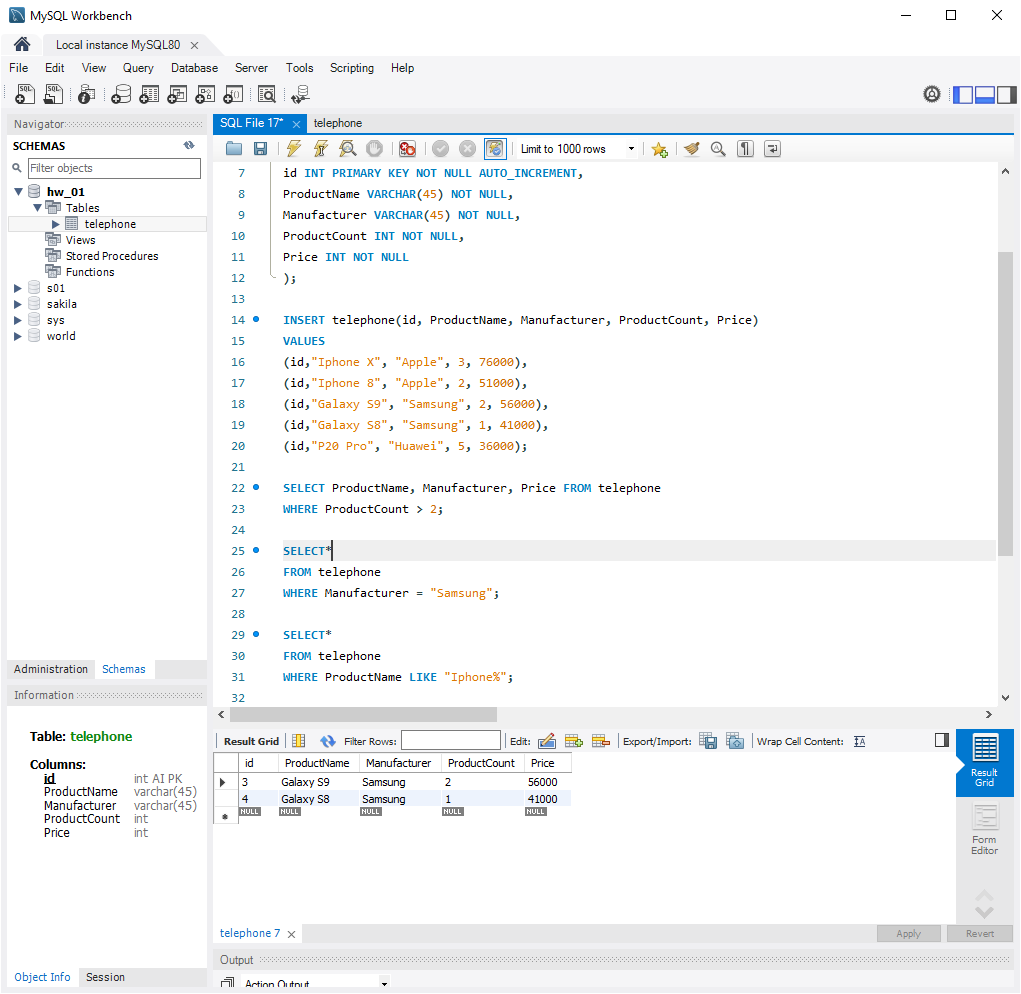 MySQL Workbench
Local instance MySQL80
File Edit View Query Database Server Tools Scripting Help
Navigator
SCHEMAS
Filter objects
hw_01
Tables
telephone
Views
Stored Procedures
Functions
s01
sakila
sys
world
Administration Schemas
Information
Table: telephone
Columns:
id int AI PK
ProductName varchar(45)
Manufacturer varchar(45)
ProductCount int
Price int
Object Info Session
SQL File 17* telephone
Limit to 1000 rows
7 id INT PRIMARY KEY NOT NULL AUTO_INCREMENT,
8 ProductName VARCHAR(45) NOT NULL,
9 Manufacturer VARCHAR(45) NOT NULL,
10 ProductCount INT NOT NULL,
11 Price INT NOT NULL
12 );
13
14 INSERT telephone(id, ProductName, Manufacturer, ProductCount, Price)
15 VALUES
16 (id,"Iphone X", "Apple", 3, 76000),
17 (id,"Iphone 8", "Apple", 2, 51000),
18 (id,"Galaxy S9", "Samsung", 2, 56000),
19 (id,"Galaxy S8", "Samsung", 1, 41000),
20 (id,"P20 Pro", "Huawei", 5, 36000);
21
22 SELECT ProductName, Manufacturer, Price FROM telephone
23 WHERE ProductCount > 2;
24
25 SELECT*
26 FROM telephone
27 WHERE Manufacturer = "Samsung";
28
29 SELECT*
30 FROM telephone
31 WHERE ProductName LIKE "Iphone%";
32
Result Grid Filter Rows: Edit: Export/Import: Wrap Cell Content:
id ProductName Manufacturer ProductCount Price
3 Galaxy S9 Samsung 2 56000
4 Galaxy S8 Samsung 1 41000
NULL NULL NULL NULL NULL
Result
Grid
Form
Editor
telephone 7 Apply Revert
Output
Action Output